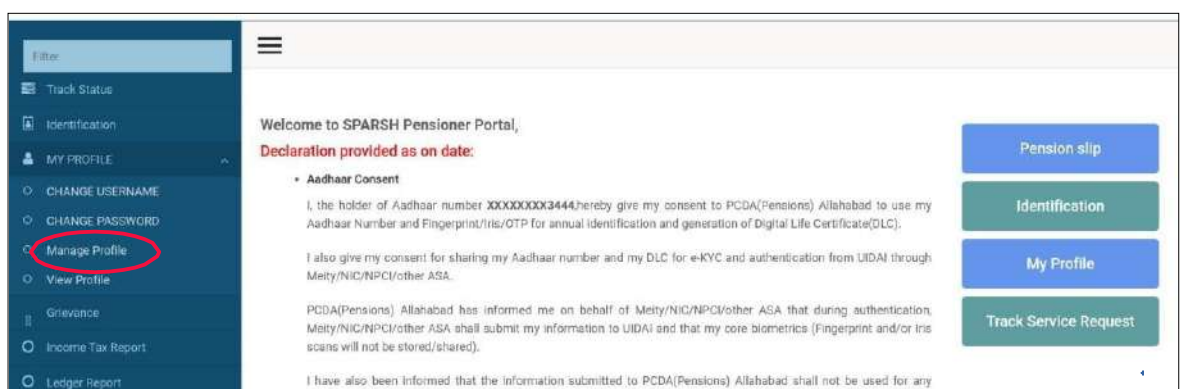 Filter
Track Status
Identification
MY PROFILE
CHANGE USERNAME
CHANGE PASSWORD
Manage Profile
View Profile
Grievance
Income Tax Report
Ledger Report
Welcome to SPARSH Pensioner Portal,
Declaration provided as on date:
• Aadhaar Consent
I, the holder of Aadhaar number XXXXXXXX3444,hereby give my consent to PCDA(Pensions) Allahabad to use my
Aadhaar Number and Fingerprint/Iris/OTP for annual identification and generation of Digital Life Certificate(DLC).
I also give my consent for sharing my Aadhaar number and my DLC for e-KYC and authentication from UIDAI through
Meity/NIC/NPCI/other ASA.
PCDA(Pensions) Allahabad has informed me on behalf of Meity/NIC/NPCI/other ASA that during authentication,
Meity/NIC/NPCI/other ASA shall submit my information to UIDAI and that my core biometrics (Fingerprint and/or Iris
scans will not be stored/shared).
I have also been informed that the information submitted to PCDA(Pensions) Allahabad shall not be used for any
Pension slip
Identification
My Profile
Track Service Request